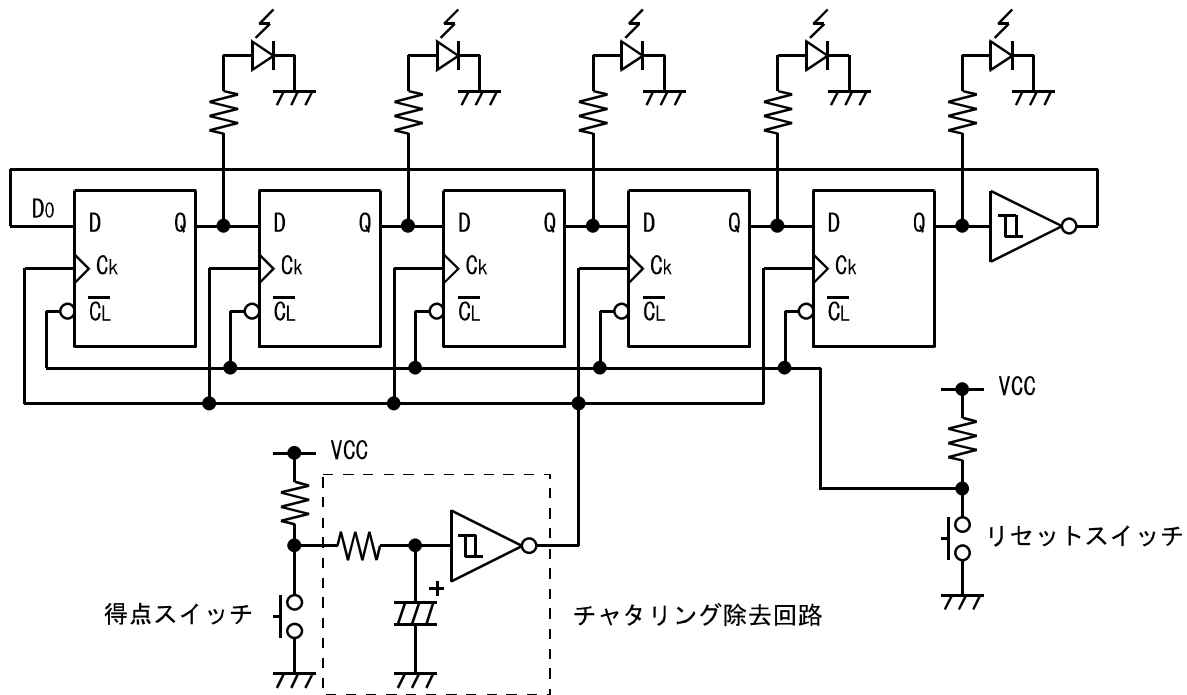 D0
D Q D Q D Q D Q D Q
Ck Ck Ck Ck Ck
CL CL CL CL CL
VCC
VCC
リセットスイッチ
得点スイッチ
+
チャタリング除去回路